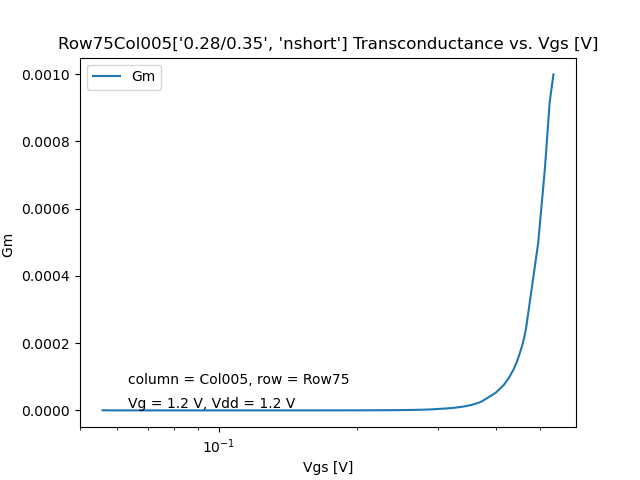 Row75Col005['0.28/0.35', 'nshort'] Transconductance vs. Vgs [V]
Gm
0.0010
0.0008
0.0006
0.0004
0.0002
0.0000
Gm
column = Col005, row = Row75
Vg = 1.2 V, Vdd = 1.2 V
10⁻¹
Vgs [V]